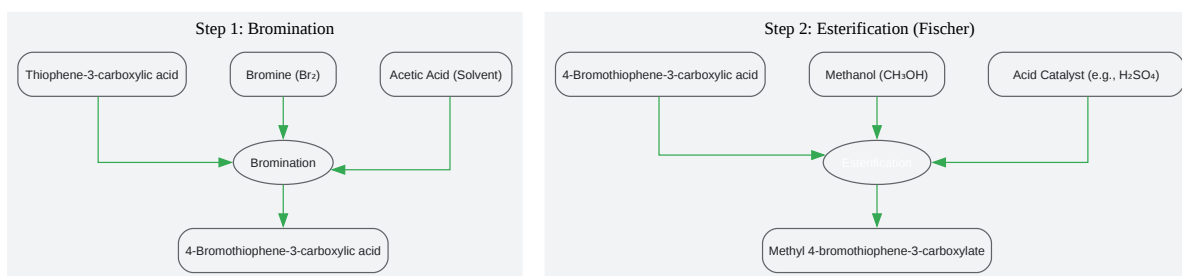 Step 1: Bromination
Thiophene-3-carboxylic acid
Bromine (Br₂)
Acetic Acid (Solvent)
Bromination
4-Bromothiophene-3-carboxylic acid
Step 2: Esterification (Fischer)
4-Bromothiophene-3-carboxylic acid
Methanol (CH₃OH)
Acid Catalyst (e.g., H₂SO₄)
Esterification
Methyl 4-bromothiophene-3-carboxylate